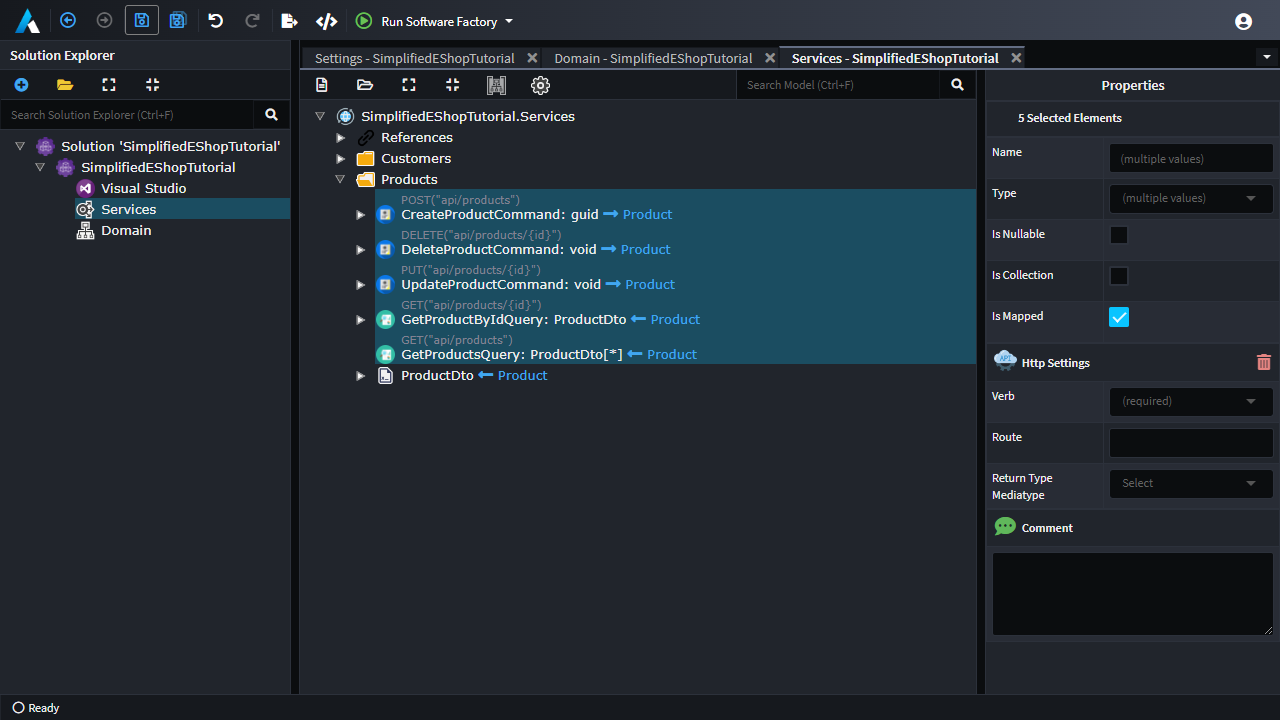 Run Software Factory
Solution Explorer
Search Solution Explorer (Ctrl+F)
Solution 'SimplifiedEShopTutorial'
SimplifiedEShopTutorial
Visual Studio
Services
Domain
Settings - SimplifiedEShopTutorial
Domain - SimplifiedEShopTutorial
Services - SimplifiedEShopTutorial
Search Model (Ctrl+F)
SimplifiedEShopTutorial.Services
References
Customers
Products
POST("api/products")
CreateProductCommand: guid → Product
DELETE("api/products/{id}")
DeleteProductCommand: void → Product
PUT("api/products/{id}")
UpdateProductCommand: void → Product
GET("api/products/{id}")
GetProductByIdQuery: ProductDto ← Product
GET("api/products")
GetProductsQuery: ProductDto[*] ← Product
ProductDto ← Product
Properties
5 Selected Elements
Name
(multiple values)
Type
(multiple values)
Is Nullable
Is Collection
Is Mapped
API
Http Settings
Verb
(required)
Route
Return Type
Mediatype
Select
Comment
Ready